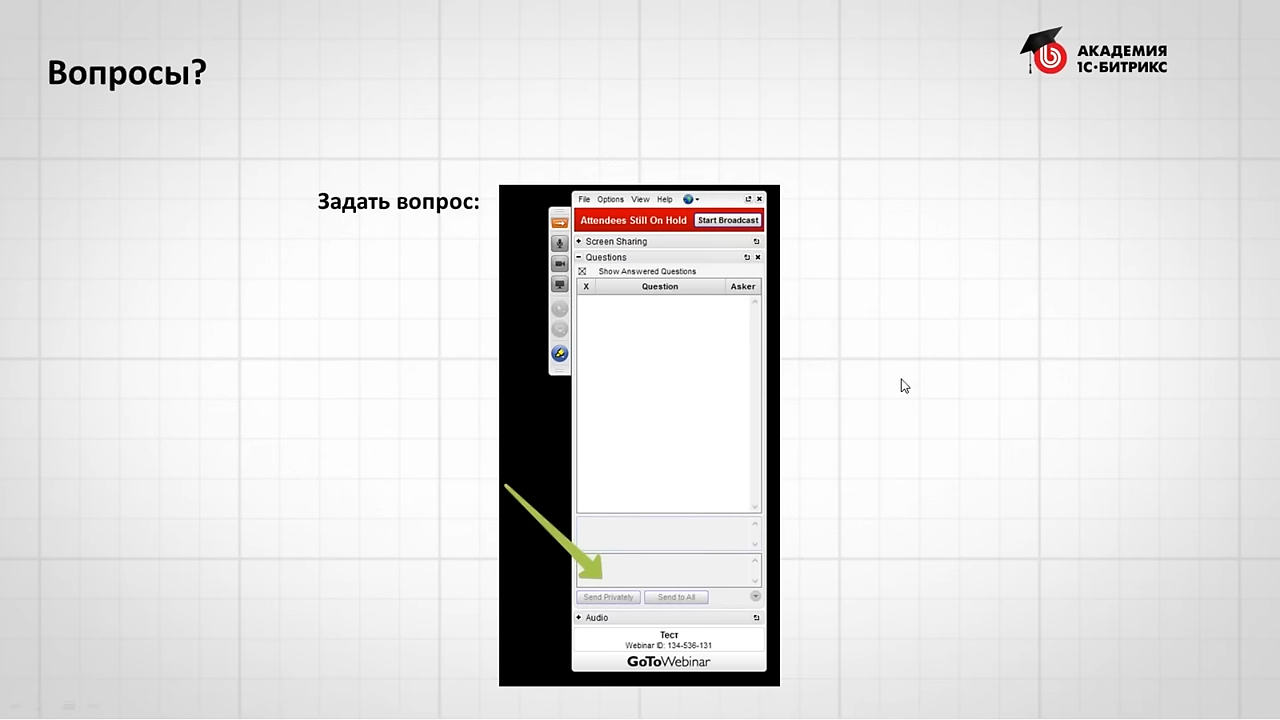 Вопросы?
АКАДЕМИЯ
1С·БИТРИКС
Задать вопрос:
File Options View Help
Attendees Still On Hold Start Broadcast
Screen Sharing
Questions
Show Answered Questions
X Question Asker
Send Privately Send to All
Audio
Тест
Webinar ID: 134-536-131
GoToWebinar